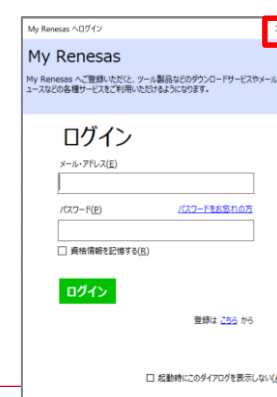 My Renesas へログイン
My Renesas
My Renesas へご登録いただくと、ツール製品などのダウンロードサービスやメール
ュースなどの各種サービスをご利用いただけるようになります。
ログイン
メール・アドレス(E)
パスワード(P) パスワードをお忘れの方
資格情報を記憶する(R)
ログイン
登録は こちら から
起動時にこのダイアログを表示しない(